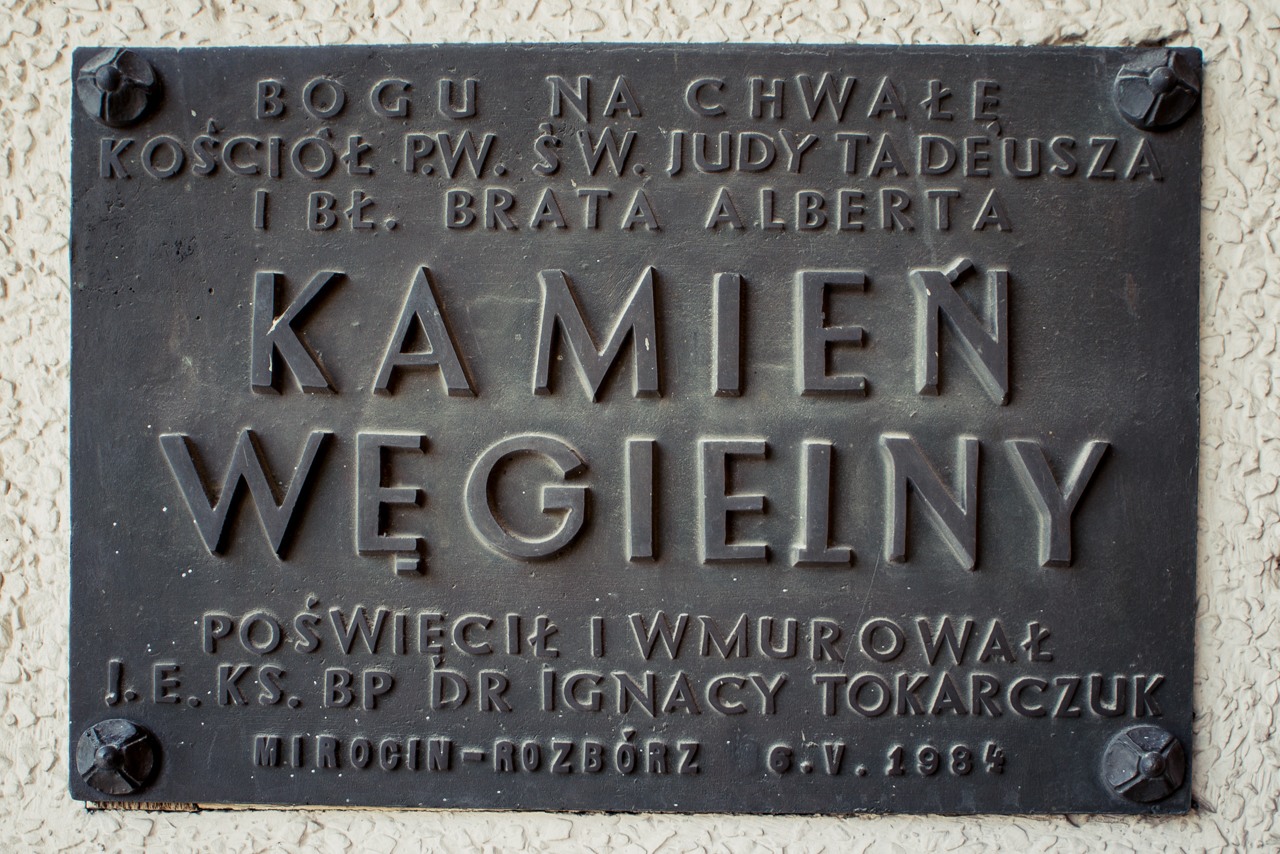 BOGU NA CHWAŁĘ
KOŚCIÓŁ P.W. ŚW. JUDY TADEUSZA
I BŁ. BRATA ALBERTA
KAMIEŃ
WĘGIELNY
POŚWIĘCIŁ I WMUROWAŁ
J.E. KS. BP DR IGNACY TOKARCZUK
MIROCIN-ROZBÓRZ 6.V.1984